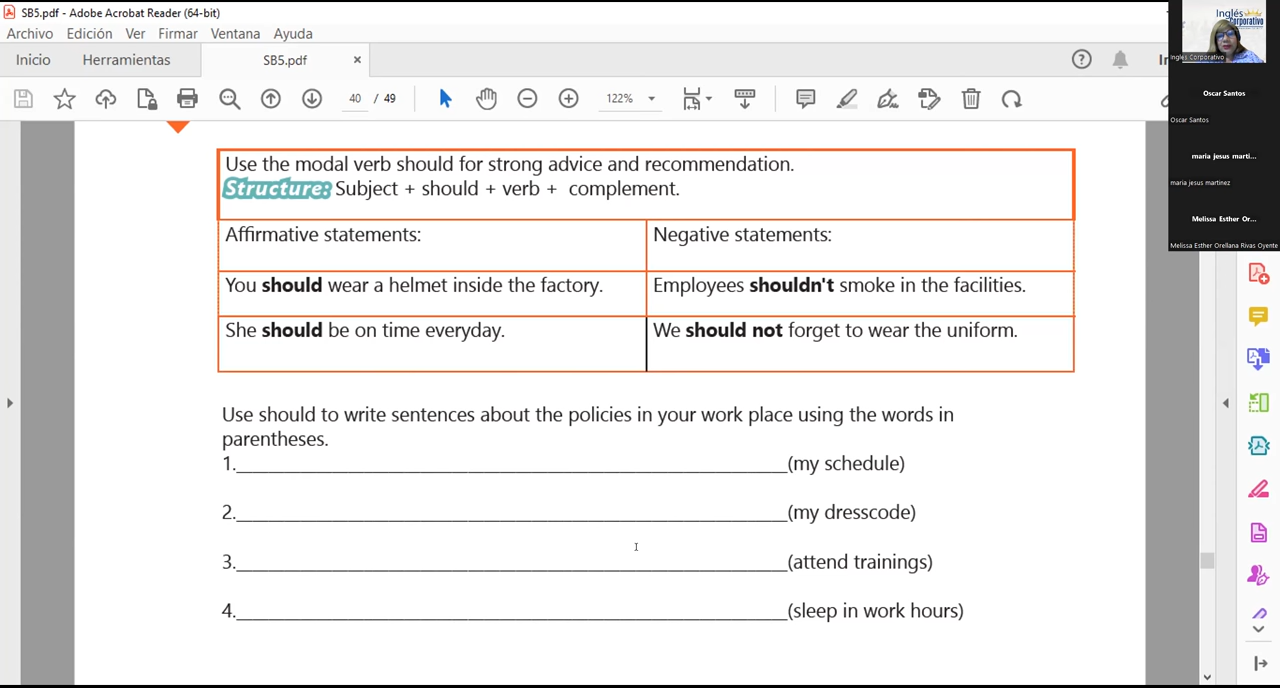 SB5.pdf - Adobe Acrobat Reader (64-bit)
Archivo Edición Ver Firmar Ventana Ayuda
Inicio Herramientas SB5.pdf ×
40 / 49 122%
Use the modal verb should for strong advice and recommendation.
Structure: Subject + should + verb + complement.
Affirmative statements: Negative statements:
You should wear a helmet inside the factory. Employees shouldn't smoke in the facilities.
She should be on time everyday. We should not forget to wear the uniform.
Use should to write sentences about the policies in your work place using the words in
parentheses.
1.__________(my schedule)
2.__________(my dresscode)
3.__________(attend trainings)
4.__________(sleep in work hours)
Inglés
Corporativo
Ingles Corporativo
Oscar Santos
Oscar Santos
maria jesus marti...
maria jesus martinez
Melissa Esther Or...
Melissa Esther Orellana Rivas Oyente